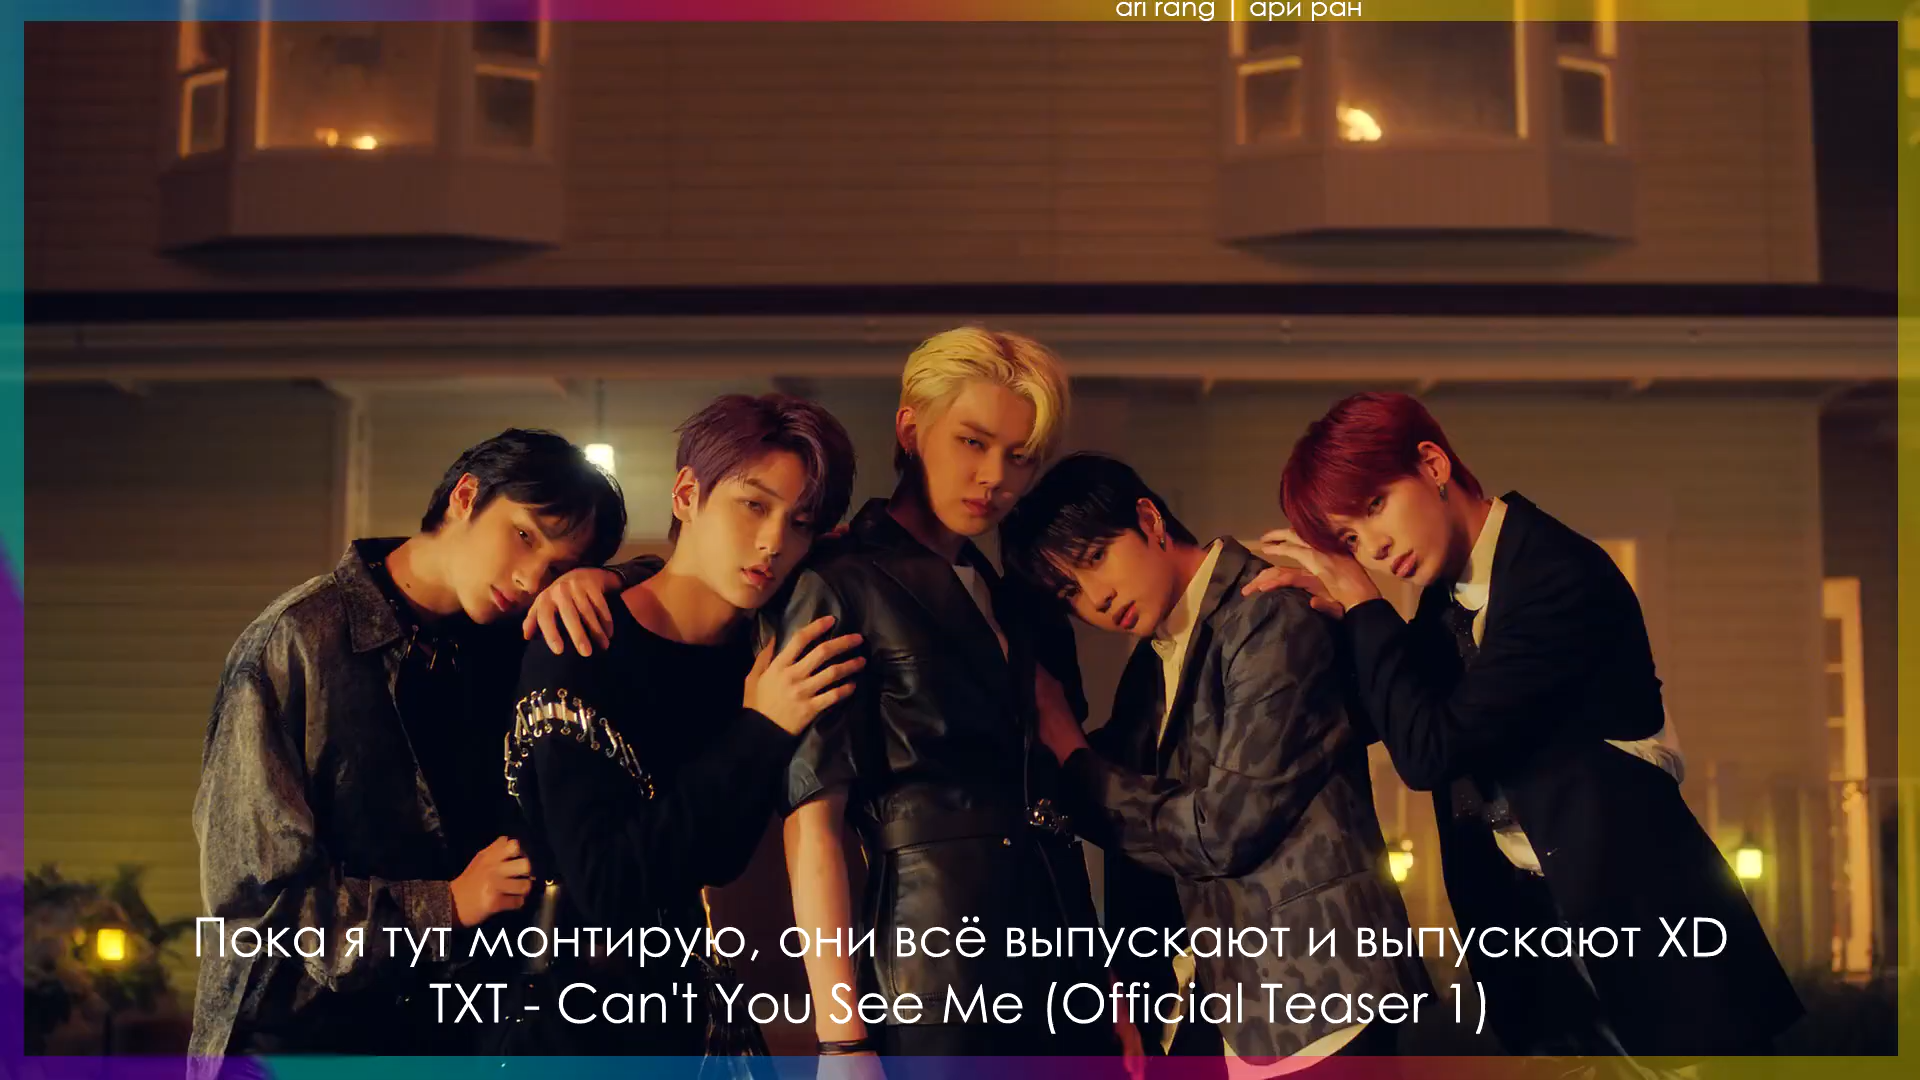 ari rang | ари ран
Пока я тут монтирую, они всё выпускают и выпускают XD
TXT - Can't You See Me (Official Teaser 1)